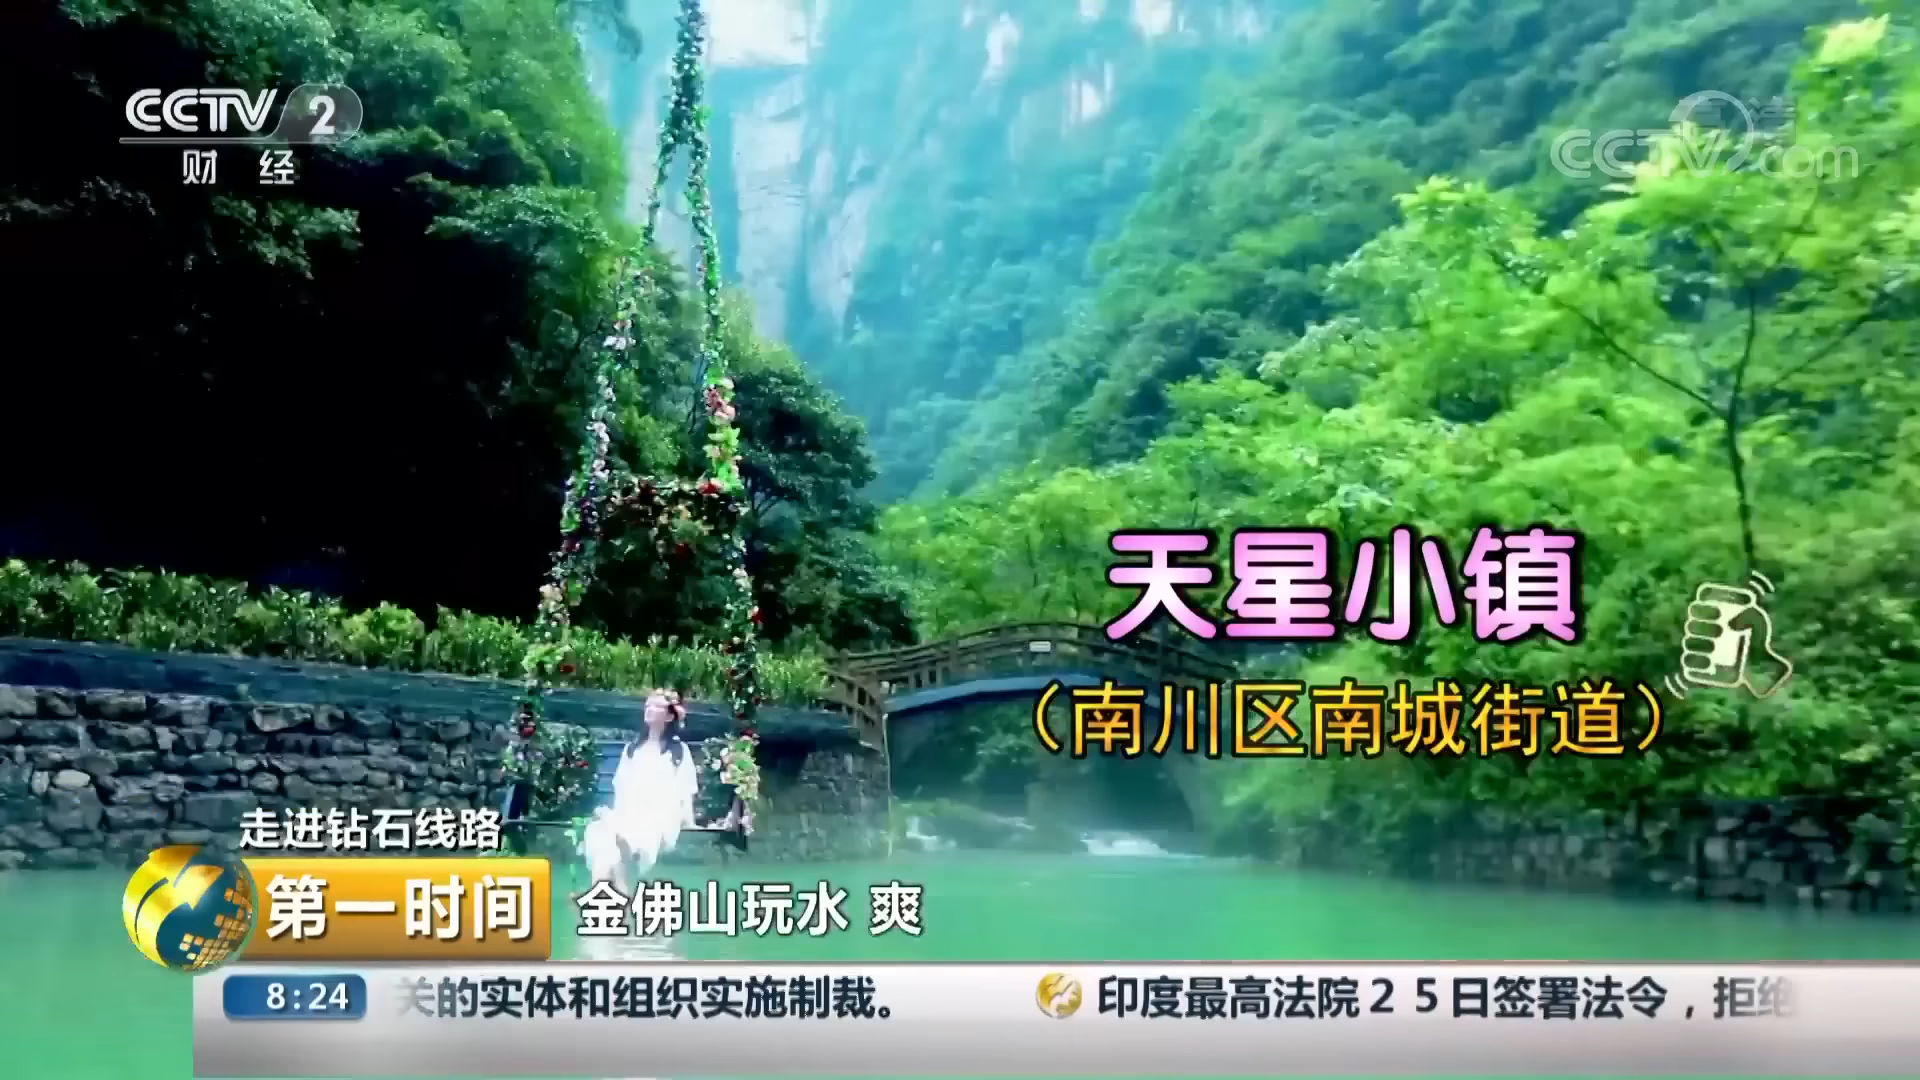 CCTV 2
财 经
高清
CCTV.com
天星小镇
（南川区南城街道）
走进钻石线路
第一时间
金佛山玩水 爽
8:24
关的实体和组织实施制裁。 印度最高法院25日签署法令，拒绝